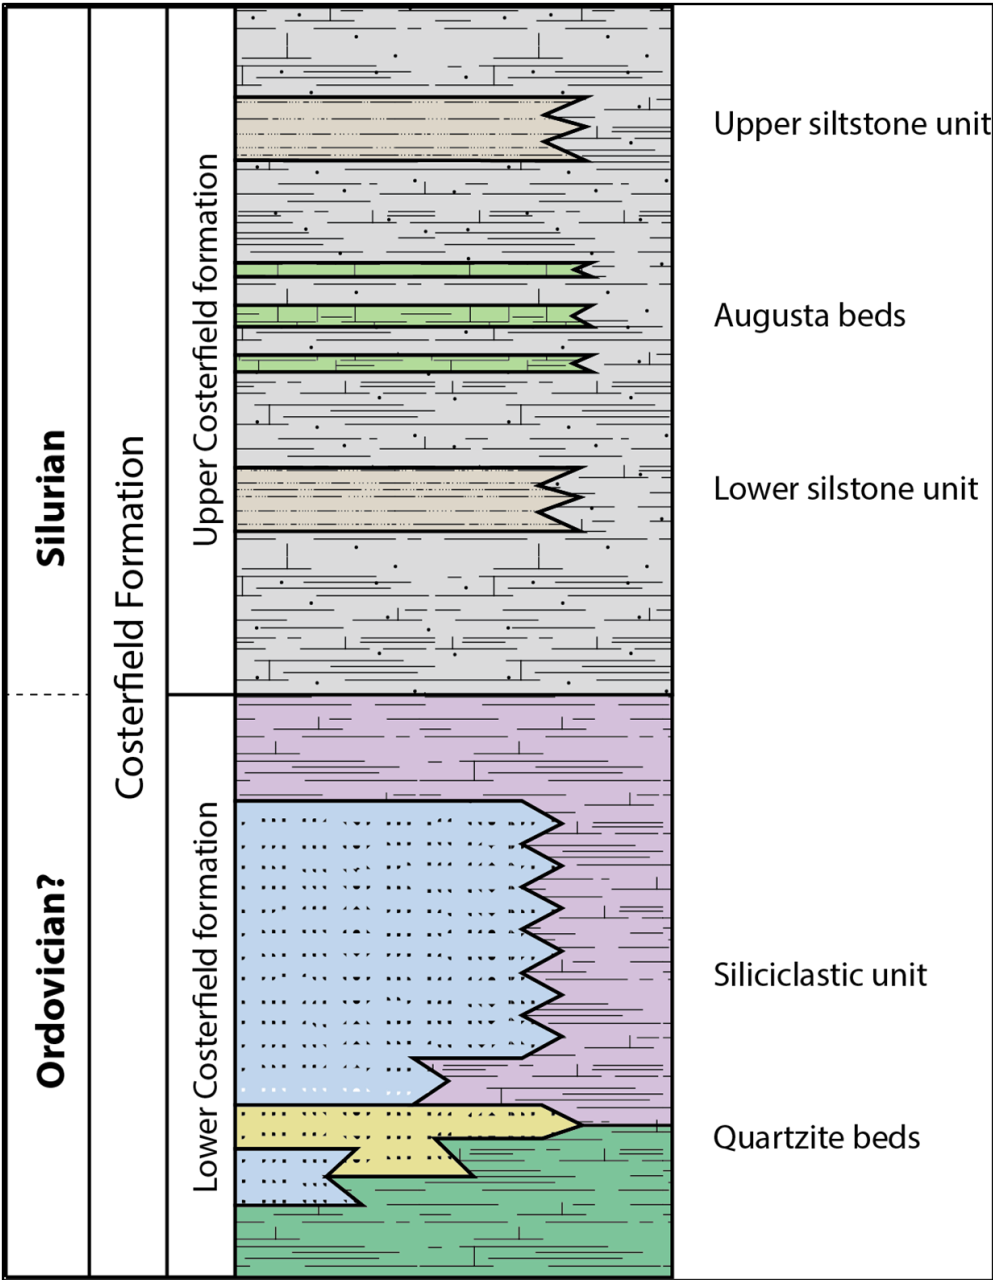 Silurian
Ordovician?
Costerfield Formation
Upper Costerfield formation
Lower Costerfield formation
Upper siltstone unit
Augusta beds
Lower silstone unit
Siliciclastic unit
Quartzite beds